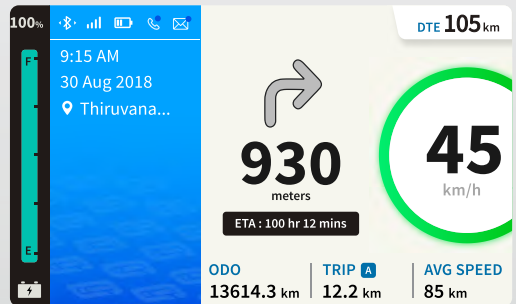 100%
F
E
9:15 AM
30 Aug 2018
Thiruvana...
DTE 105 km
930
meters
ETA : 100 hr 12 mins
45
km/h
ODO
13614.3 km
TRIP A
12.2 km
AVG SPEED
85 km